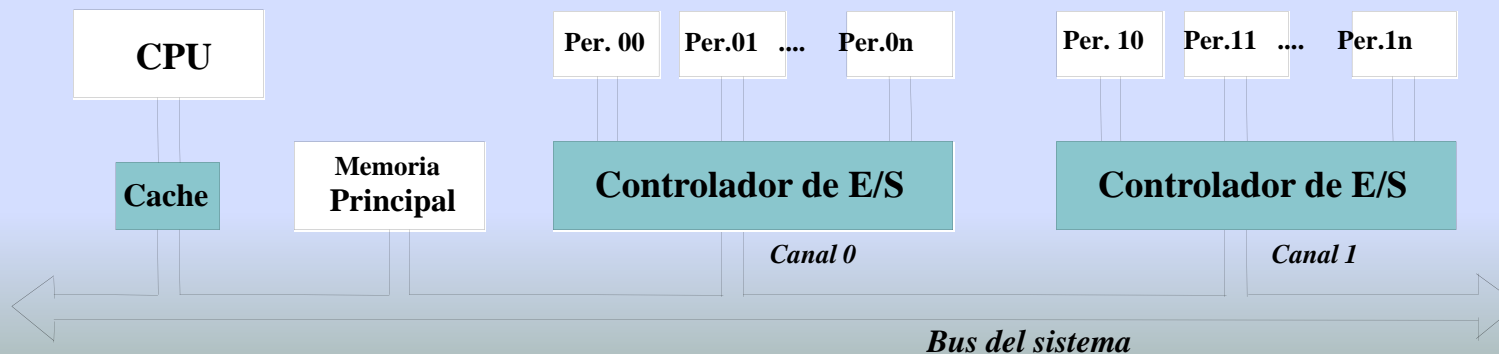 CPU
Per. 00 Per.01 .... Per.0n
Per. 10 Per.11 .... Per.1n
Cache
Memoria
Principal
Controlador de E/S
Controlador de E/S
Canal 0
Canal 1
Bus del sistema